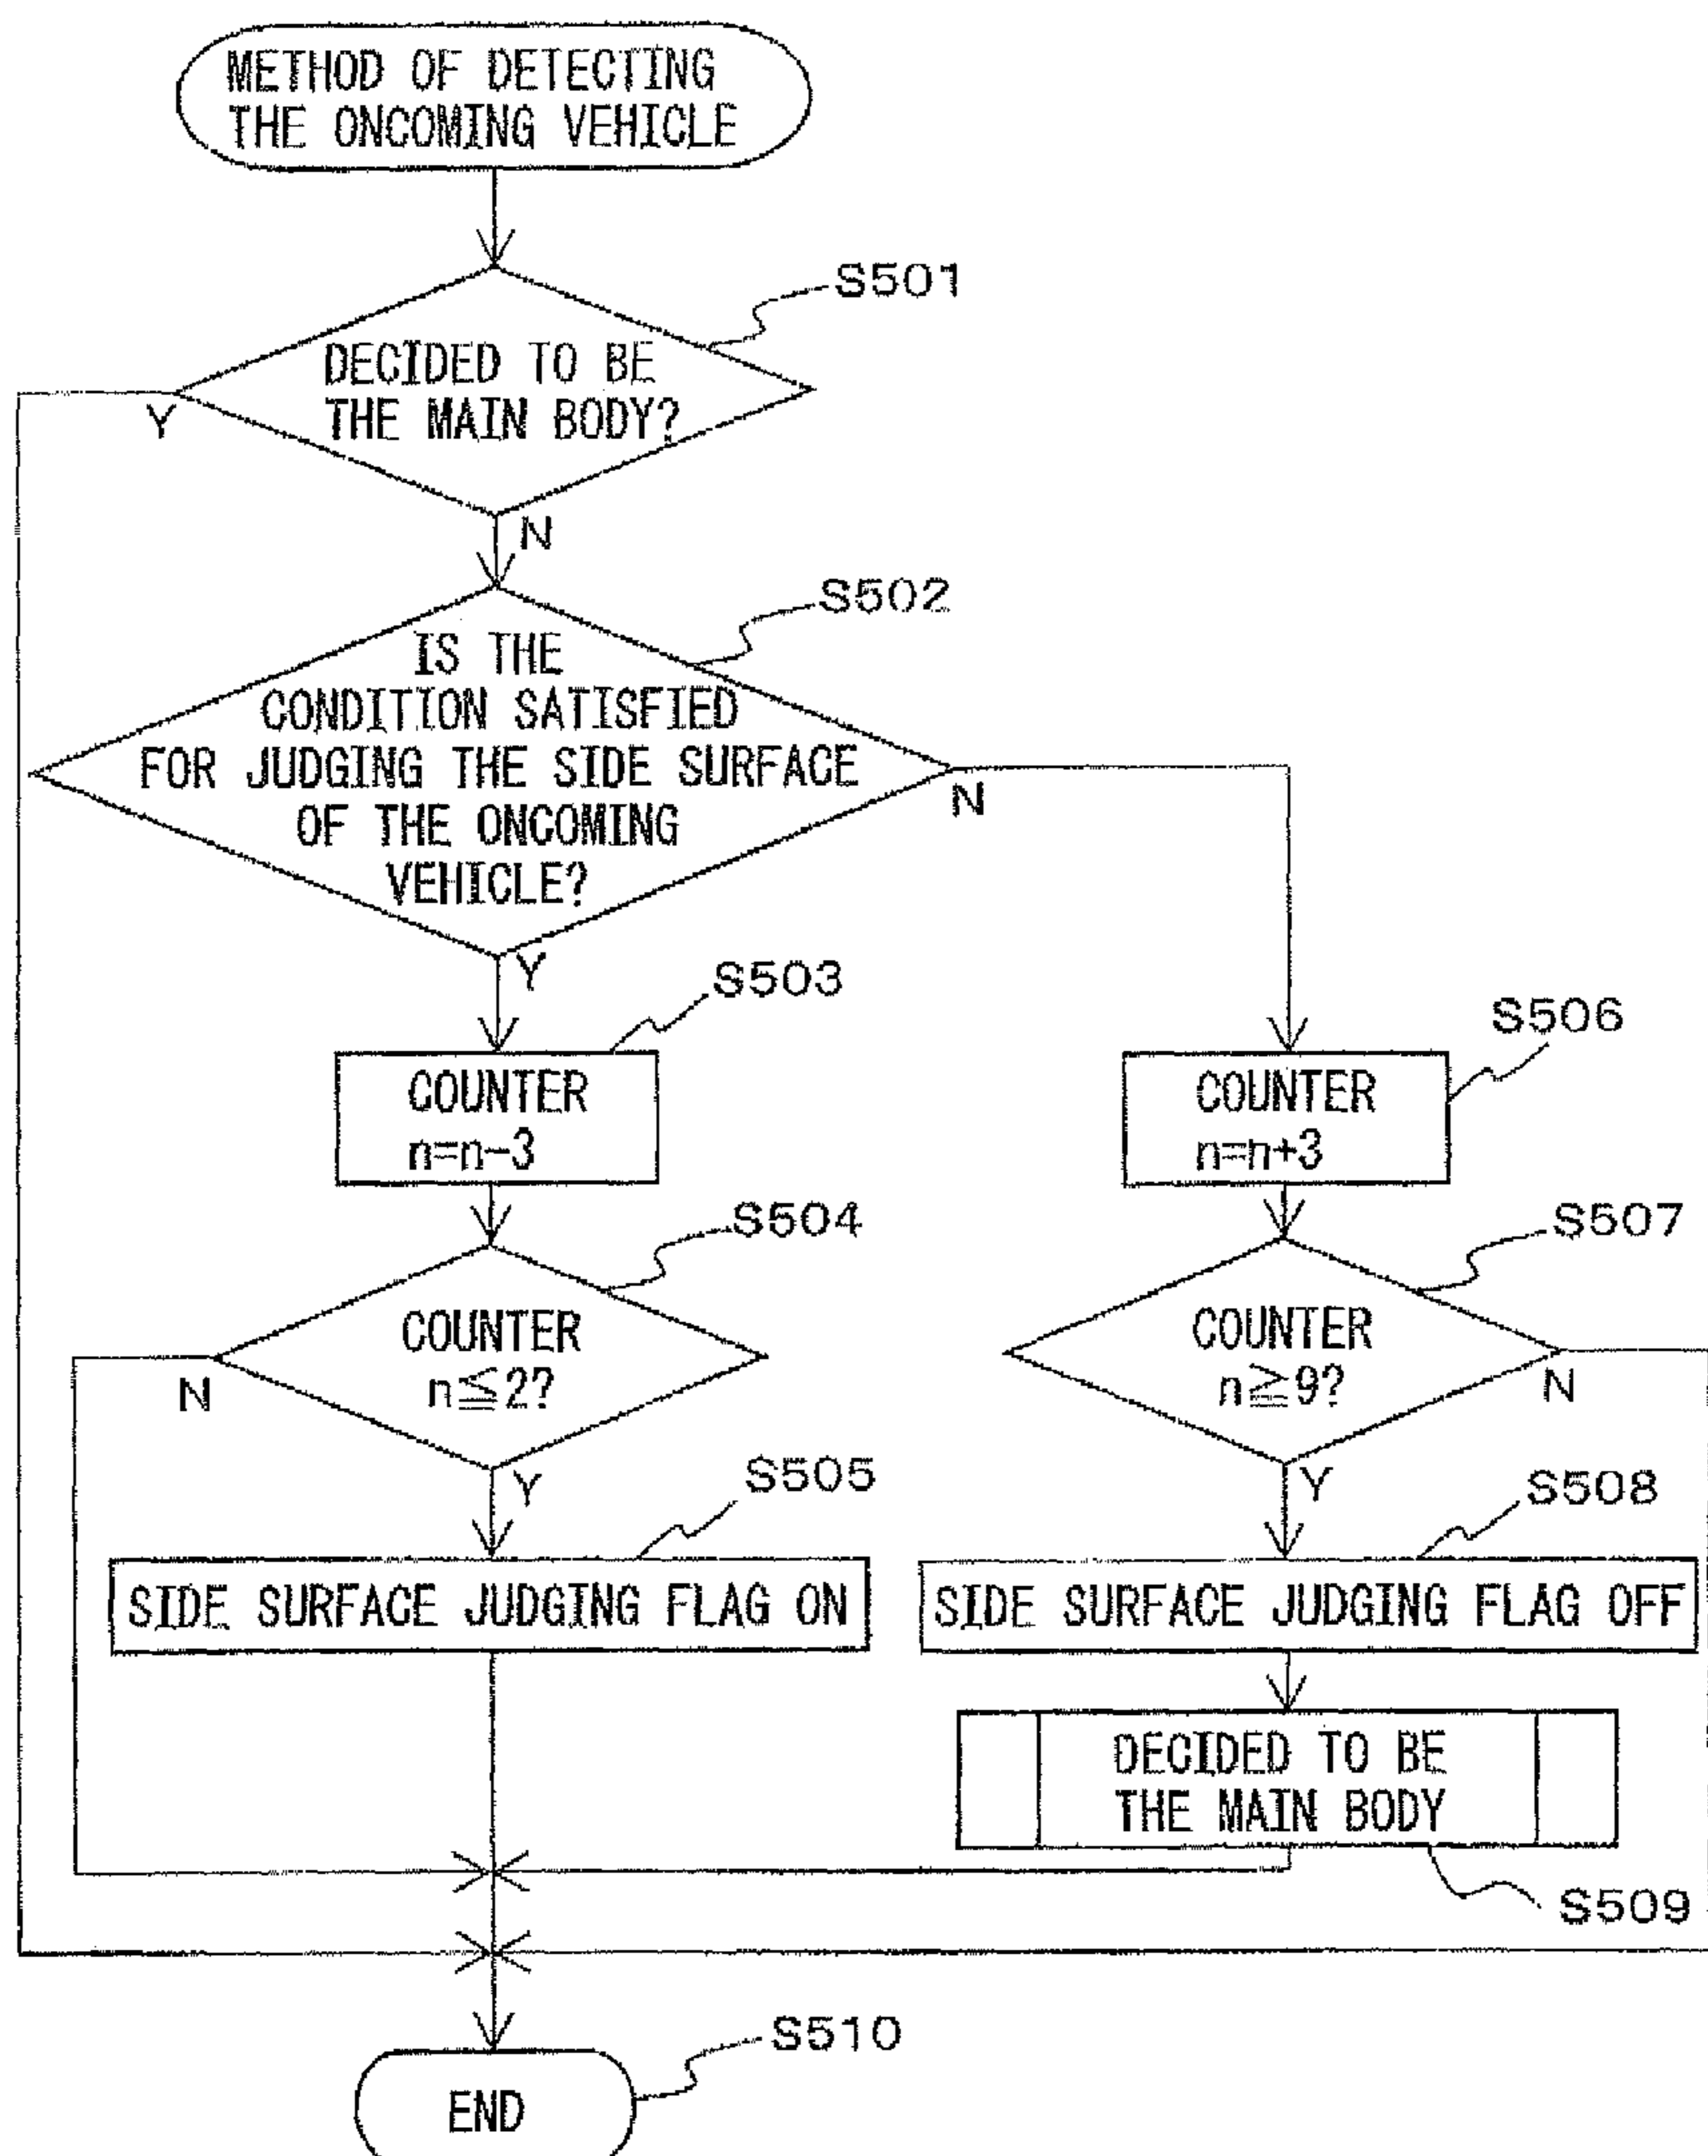 METHOD OF DETECTING
THE ONCOMING VEHICLE
S501
DECIDED TO BE
THE MAIN BODY?
Y
N
S502
IS THE
CONDITION SATISFIED
FOR JUDGING THE SIDE SURFACE
OF THE ONCOMING
VEHICLE?
N
Y
S503
COUNTER
n=n-3
S504
COUNTER
n≦2?
N
Y
S505
SIDE SURFACE JUDGING FLAG ON
S506
COUNTER
n=n+3
S507
COUNTER
n≧9?
N
Y
S508
SIDE SURFACE JUDGING FLAG OFF
DECIDED TO BE
THE MAIN BODY
S509
S510
END